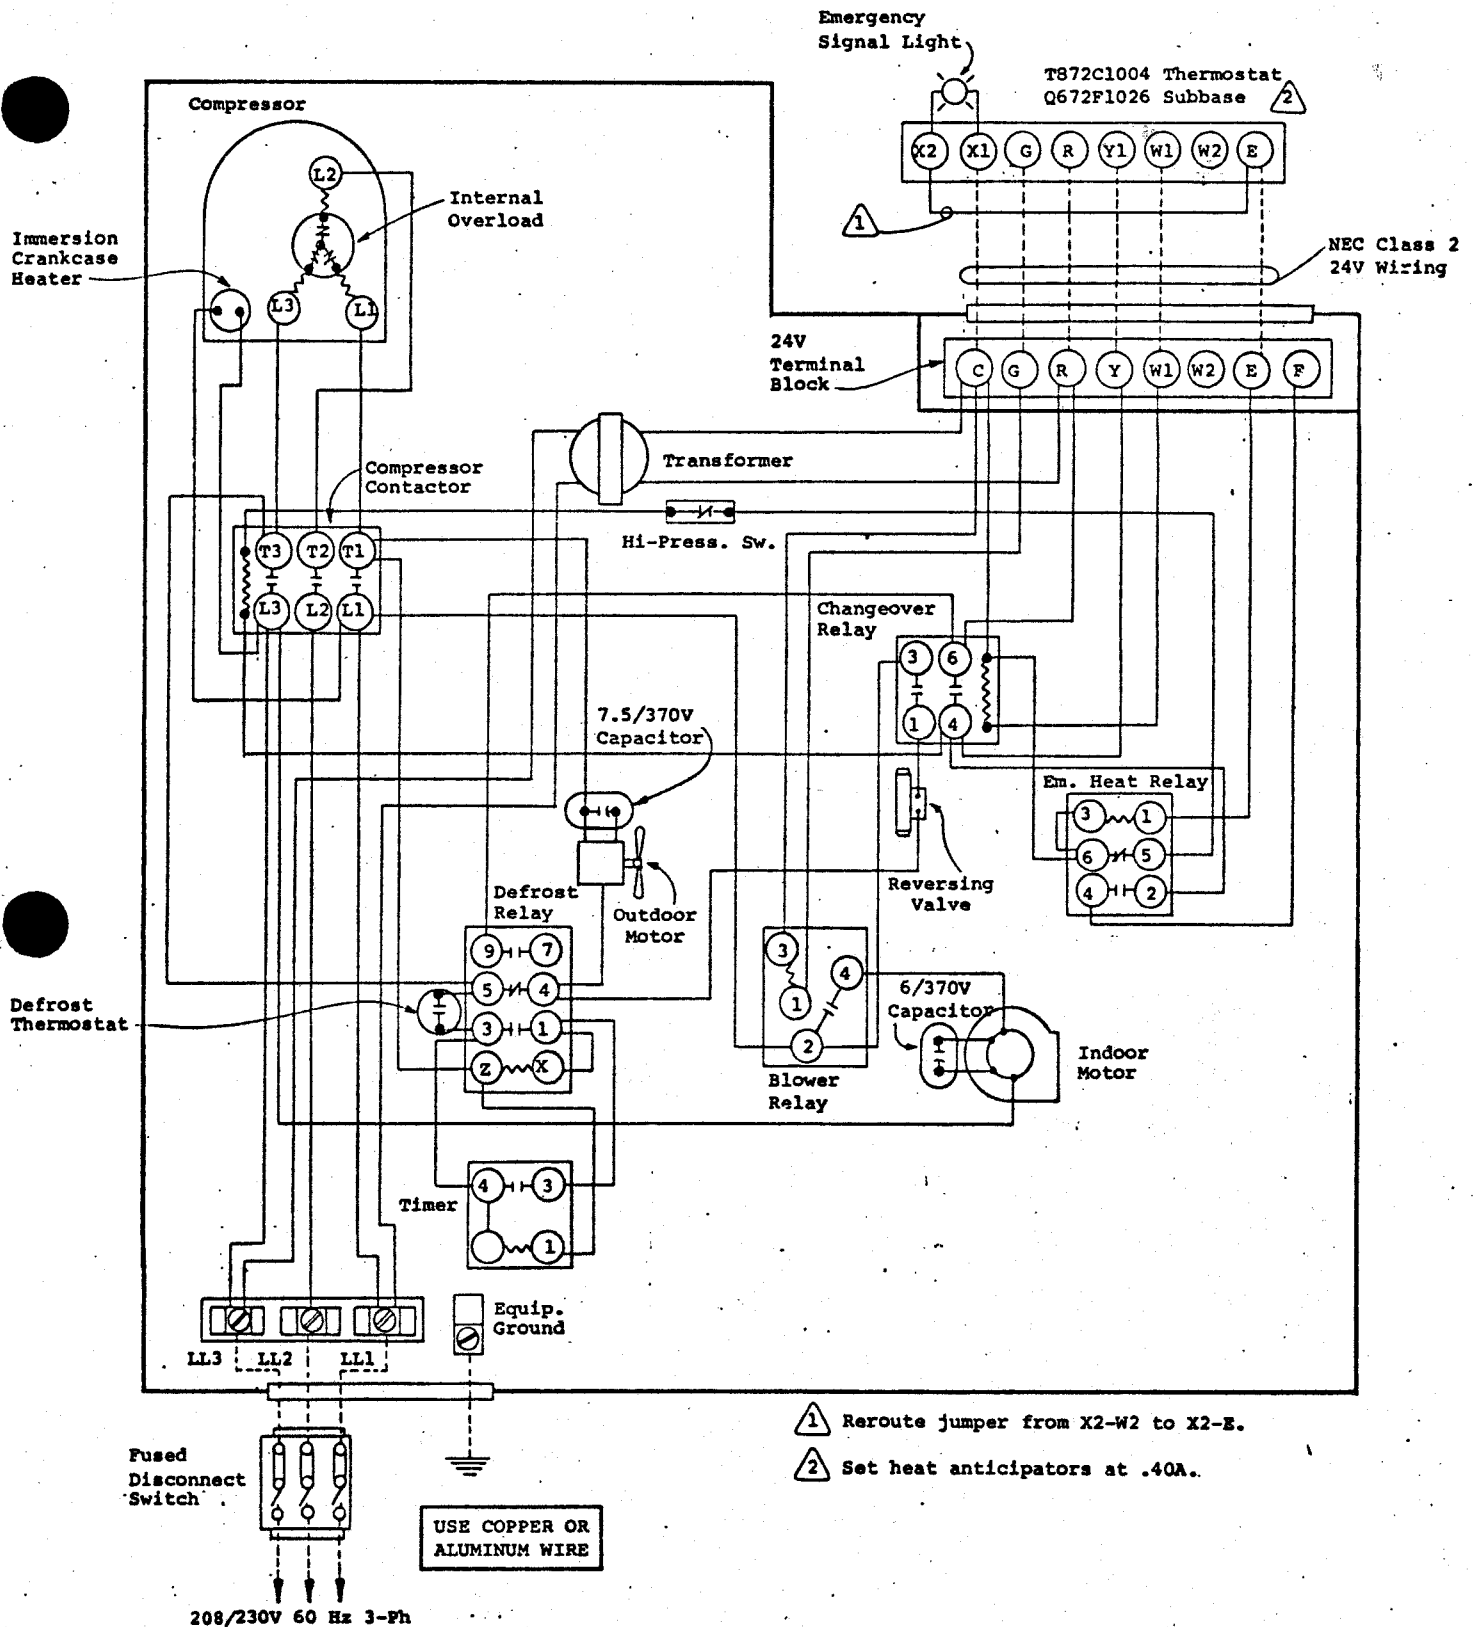 Emergency
Signal Light
T872C1004 Thermostat
Q672F1026 Subbase 2
Compressor
X2 X1 G R Y1 W1 W2 E
L2
Internal
Overload
1
Immersion
Crankcase
Heater
NEC Class 2
24V Wiring
L3 L1
24V
Terminal
Block
C G R Y W1 W2 E F
Transformer
Compressor
Contactor
Hi-Press. Sw.
T3 T2 T1
L3 L2 L1
Changeover
Relay
3 6
1 4
7.5/370V
Capacitor
Em. Heat Relay
3 1
6 5
4 2
Reversing
Valve
Defrost
Relay
Outdoor
Motor
9 7
5 4
3 1
Z X
3
4
1
2
6/370V
Capacitor
Defrost
Thermostat
Indoor
Motor
Blower
Relay
Timer
4 3
1
Equip.
Ground
LL3 LL2 LL1
1 Reroute jumper from X2-W2 to X2-E.
2 Set heat anticipators at .40A.
Fused
Disconnect
Switch
USE COPPER OR
ALUMINUM WIRE
208/230V 60 Hz 3-Ph